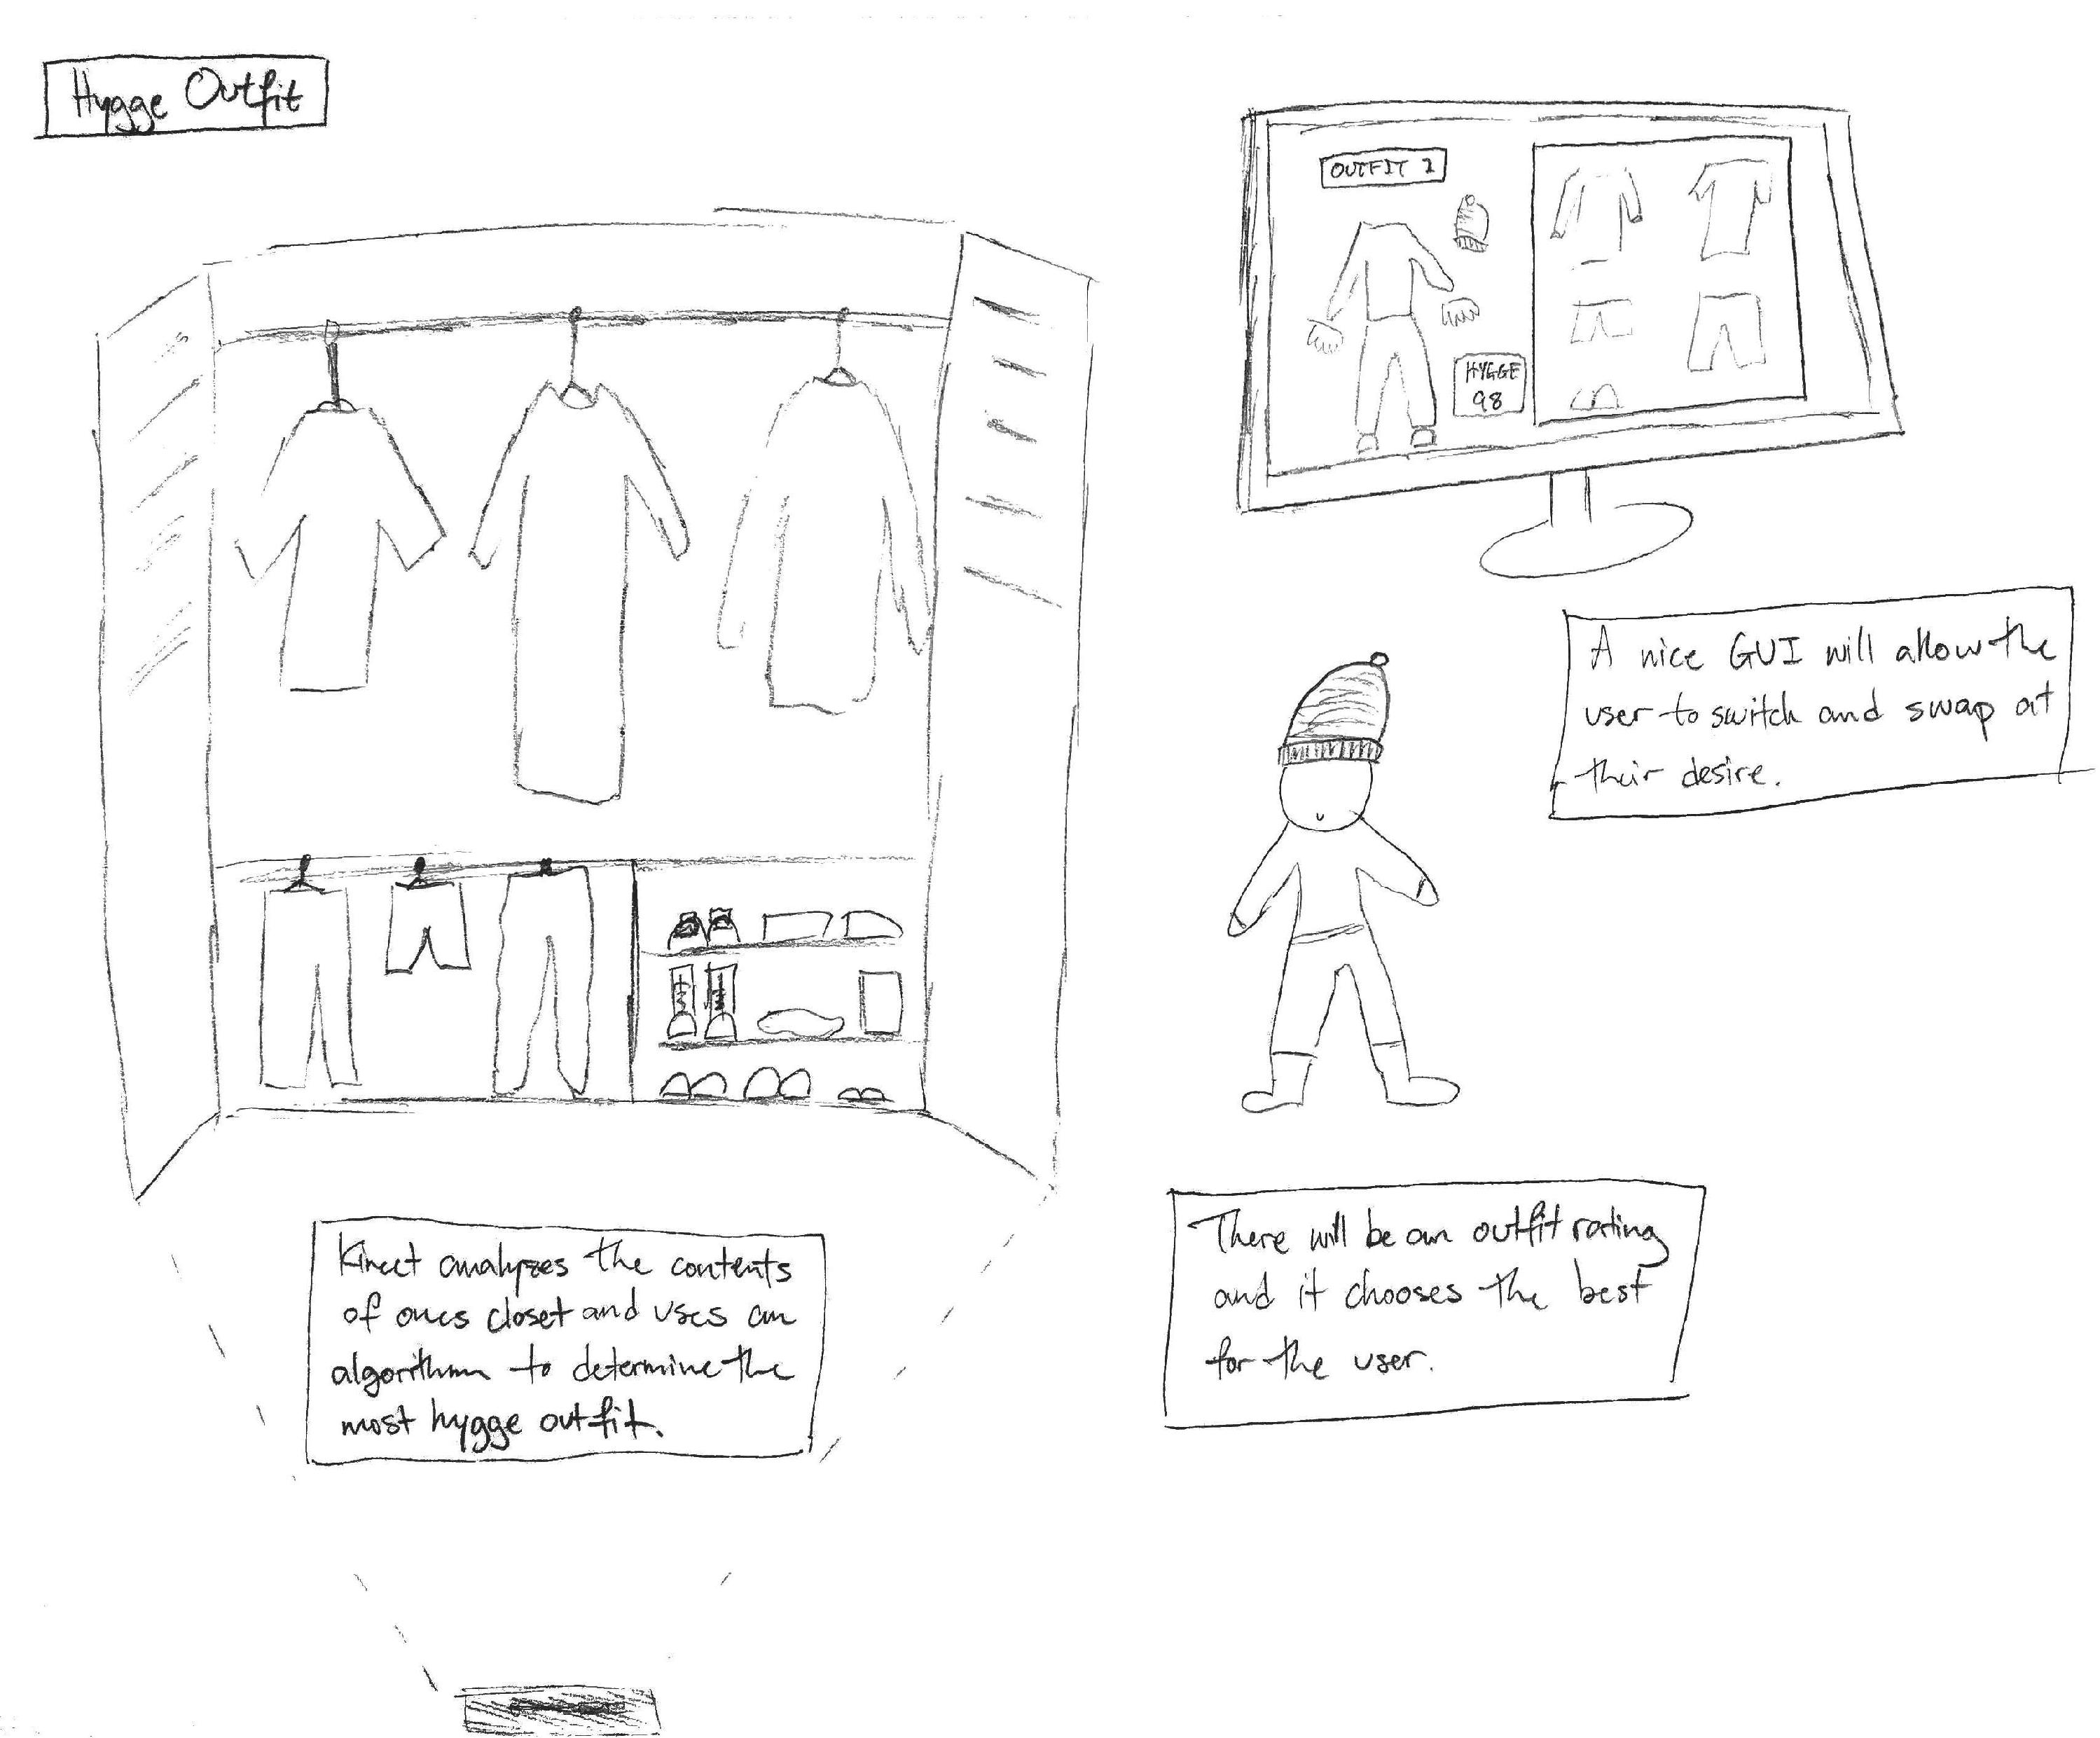 Hygge Outfit
OUTFIT 1
HYGGE
98
A nice GUI will allow the
user to switch and swap at
their desire.
Kinect analyzes the contents
of ones closet and uses an
algorithm to determine the
most hygge outfit.
There will be an outfit rating
and it chooses the best
for the user.